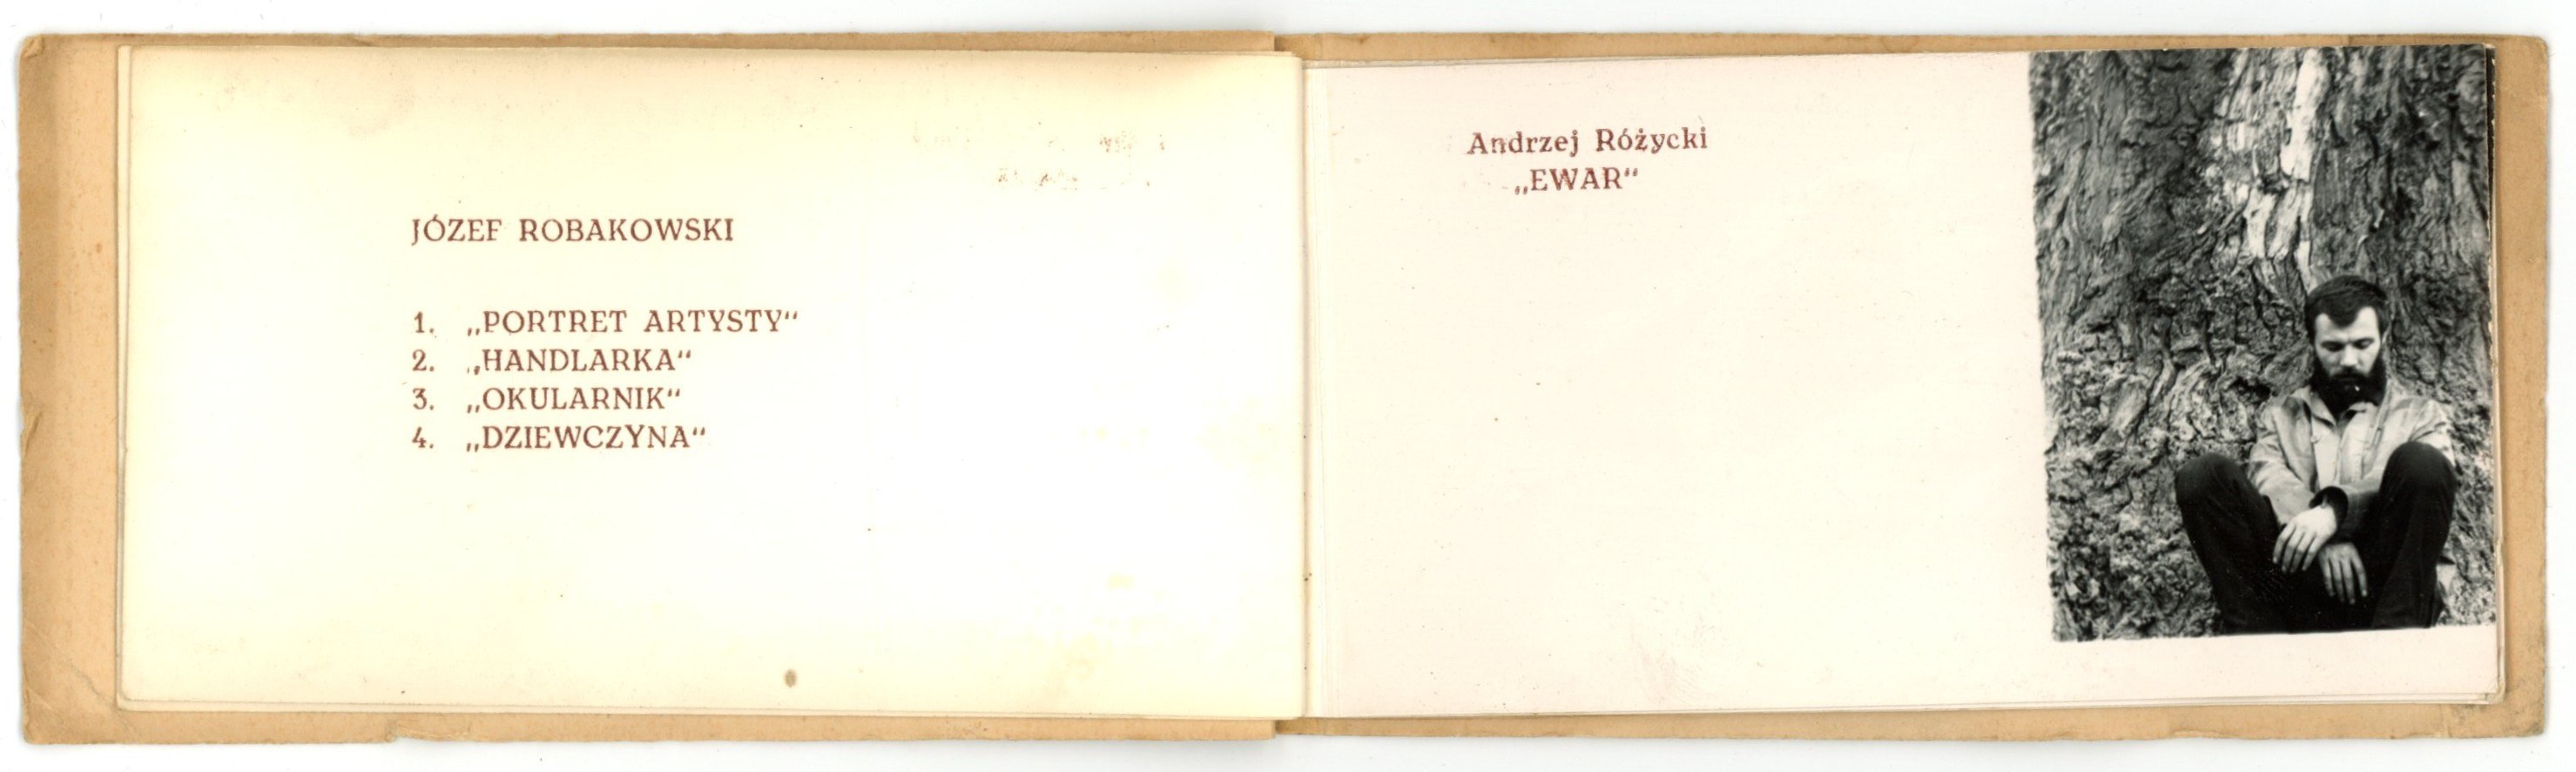 JÓZEF ROBAKOWSKI
1. „PORTRET ARTYSTY“
2. „HANDLARKA“
3. „OKULARNIK“
4. „DZIEWCZYNA“
Andrzej Różycki
„EWAR“